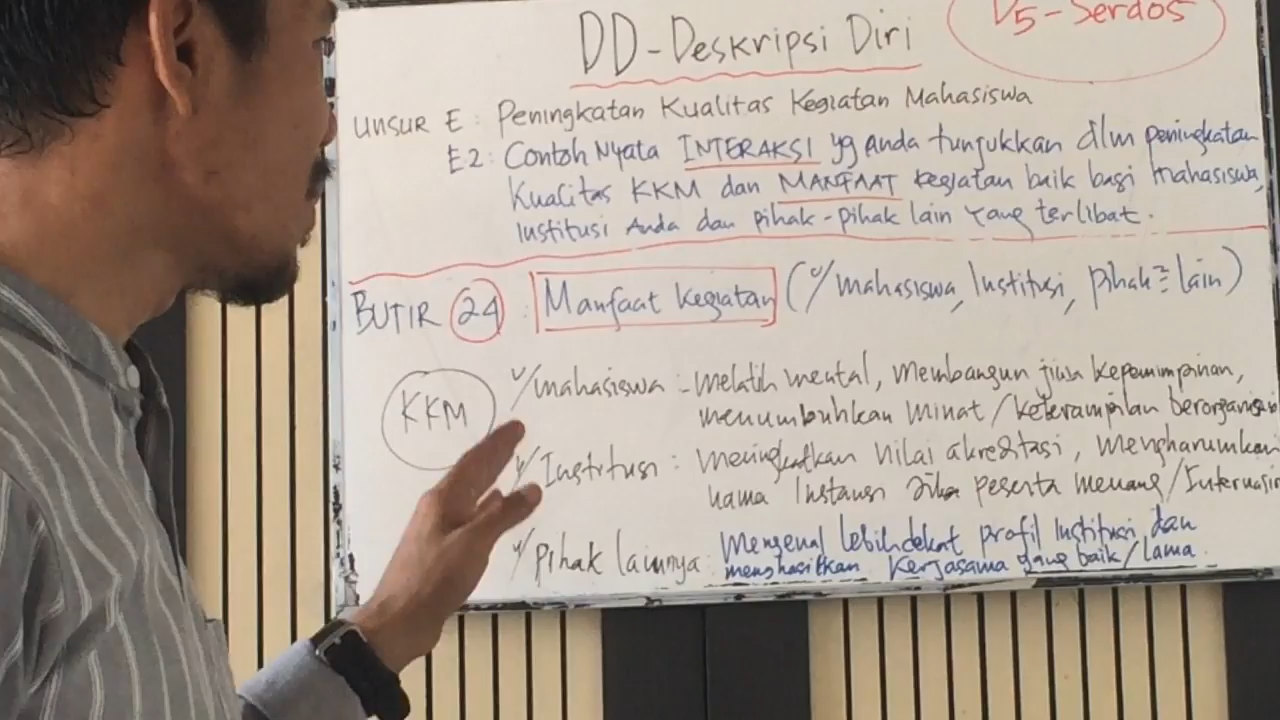 DD-Deskripsi Diri
V5-Serdos
UNSUR E: Peningkatan Kualitas Kegiatan Mahasiswa
E2: Contoh Nyata INTERAKSI yg Anda tunjukkan dlm peningkatan
Kualitas KKM dan MANFAAT kegiatan baik bagi mahasiswa,
Institusi Anda dan pihak-pihak lain yang terlibat.
BUTIR 24: Manfaat Kegiatan (U/ mahasiswa, Institusi, pihak² lain)
KKM
U/mahasiswa: melatih mental, membangun jiwa kepemimpinan,
menumbuhkan minat/keterampilan berorganisasi
U/ Institusi: meningkatkan nilai akreditasi, mengharumkan
nama Instansi Jika peserta menang/Internasi
U/ pihak lainnya: Mengenal lebih dekat profil Institusi dan
menghasilkan kerjasama yang baik/lama.